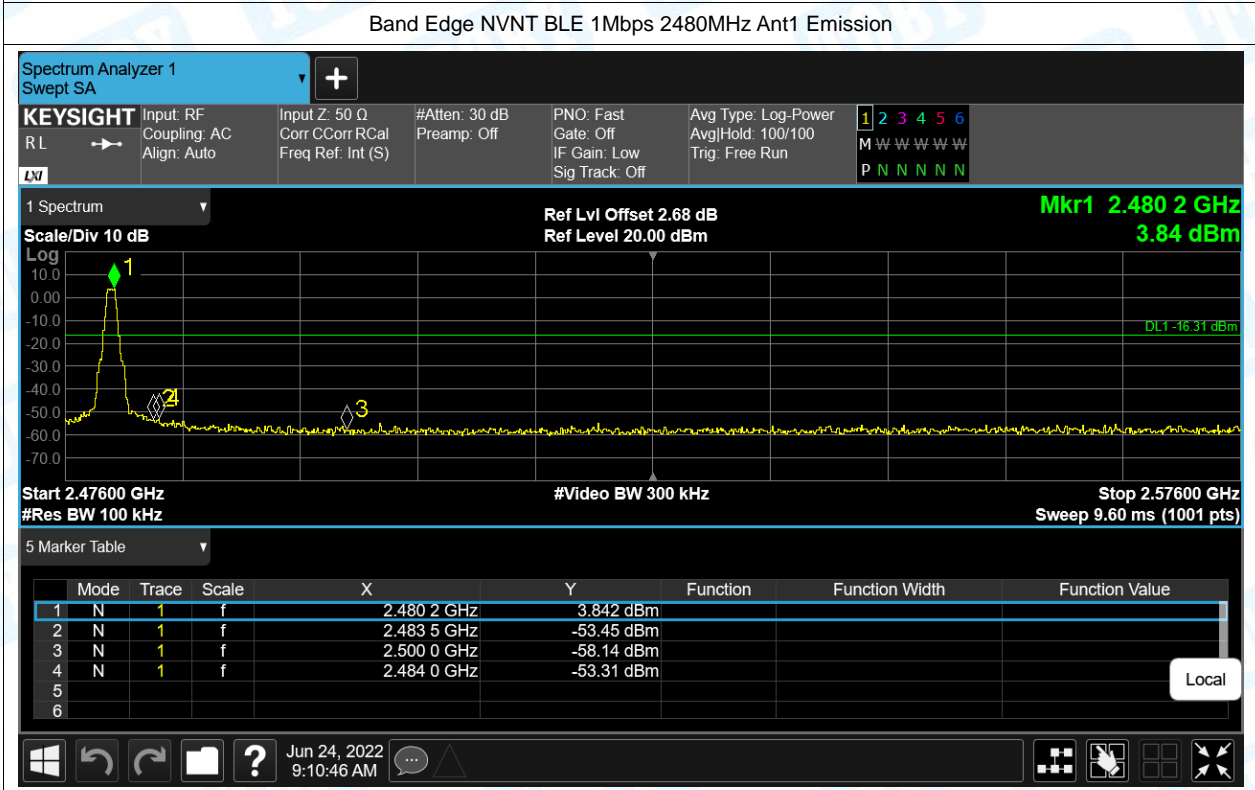 Band Edge NVNT BLE 1Mbps 2480MHz Ant1 Emission
Spectrum Analyzer 1
Swept SA
KEYSIGHT
RL
LXI
Input: RF
Coupling: AC
Align: Auto
Input Z: 50 Ω
Corr CCorr RCal
Freq Ref: Int (S)
#Atten: 30 dB
Preamp: Off
PNO: Fast
Gate: Off
IF Gain: Low
Sig Track: Off
Avg Type: Log-Power
Avg|Hold: 100/100
Trig: Free Run
1 2 3 4 5 6
M W W W W W
P N N N N N
1 Spectrum
Scale/Div 10 dB
Ref Lvl Offset 2.68 dB
Ref Level 20.00 dBm
Mkr1 2.480 2 GHz
3.84 dBm
Log
10.0
0.00
-10.0
-20.0
-30.0
-40.0
-50.0
-60.0
-70.0
1
3
4
DL1 -16.31 dBm
Start 2.47600 GHz
#Res BW 100 kHz
#Video BW 300 kHz
Stop 2.57600 GHz
Sweep 9.60 ms (1001 pts)
5 Marker Table
Mode Trace Scale X Y Function Function Width Function Value
1 N 1 f 2.480 2 GHz 3.842 dBm
2 N 1 f 2.483 5 GHz -53.45 dBm
3 N 1 f 2.500 0 GHz -58.14 dBm
4 N 1 f 2.484 0 GHz -53.31 dBm
5
6
Local
?
Jun 24, 2022
9:10:46 AM